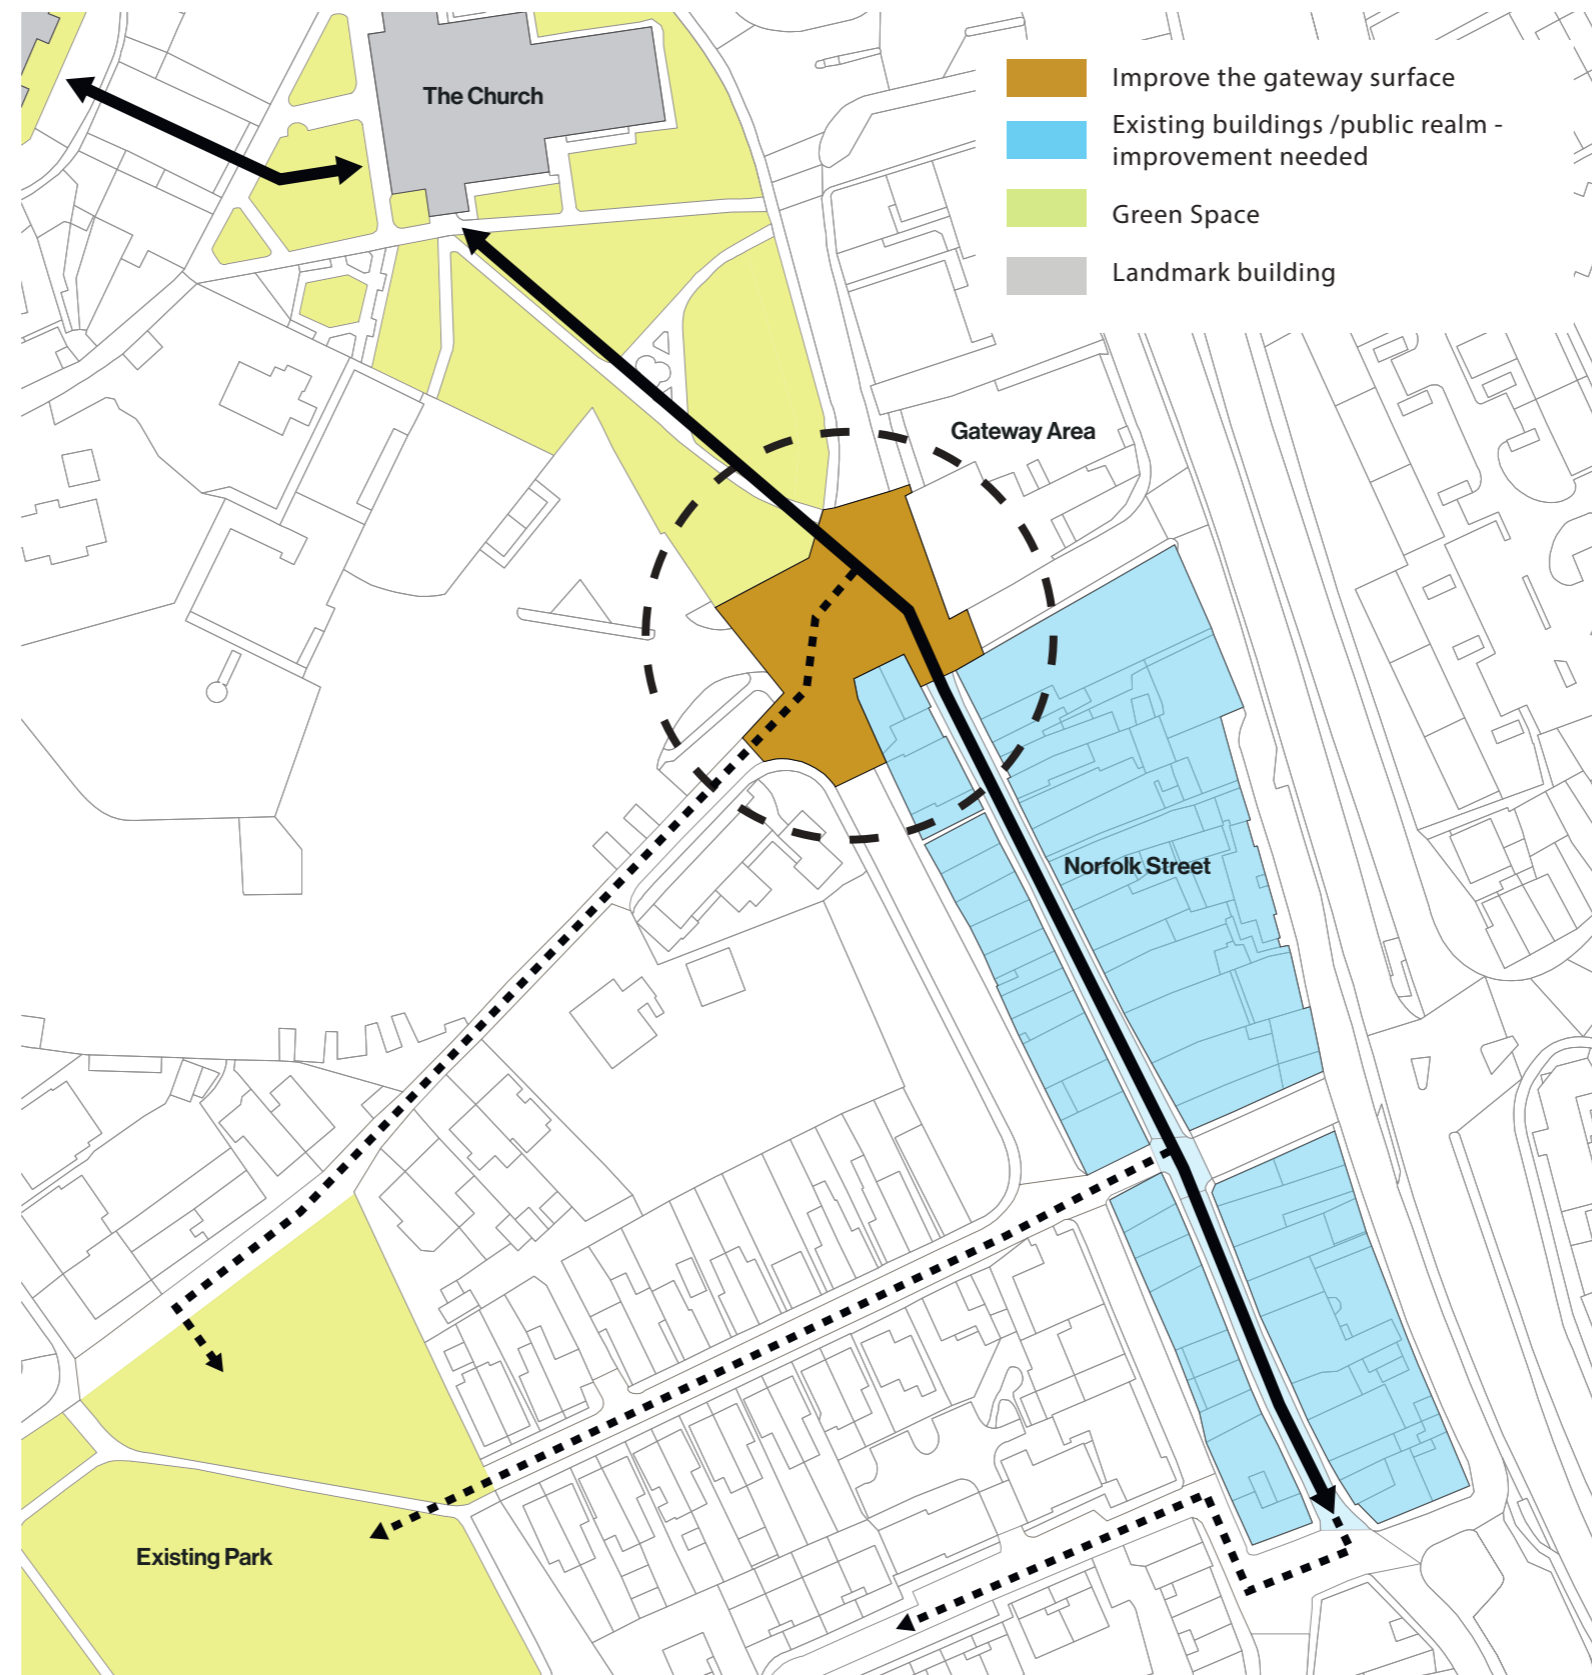 The Church
Improve the gateway surface
Existing buildings /public realm -
improvement needed
Green Space
Landmark building
Gateway Area
Norfolk Street
Existing Park